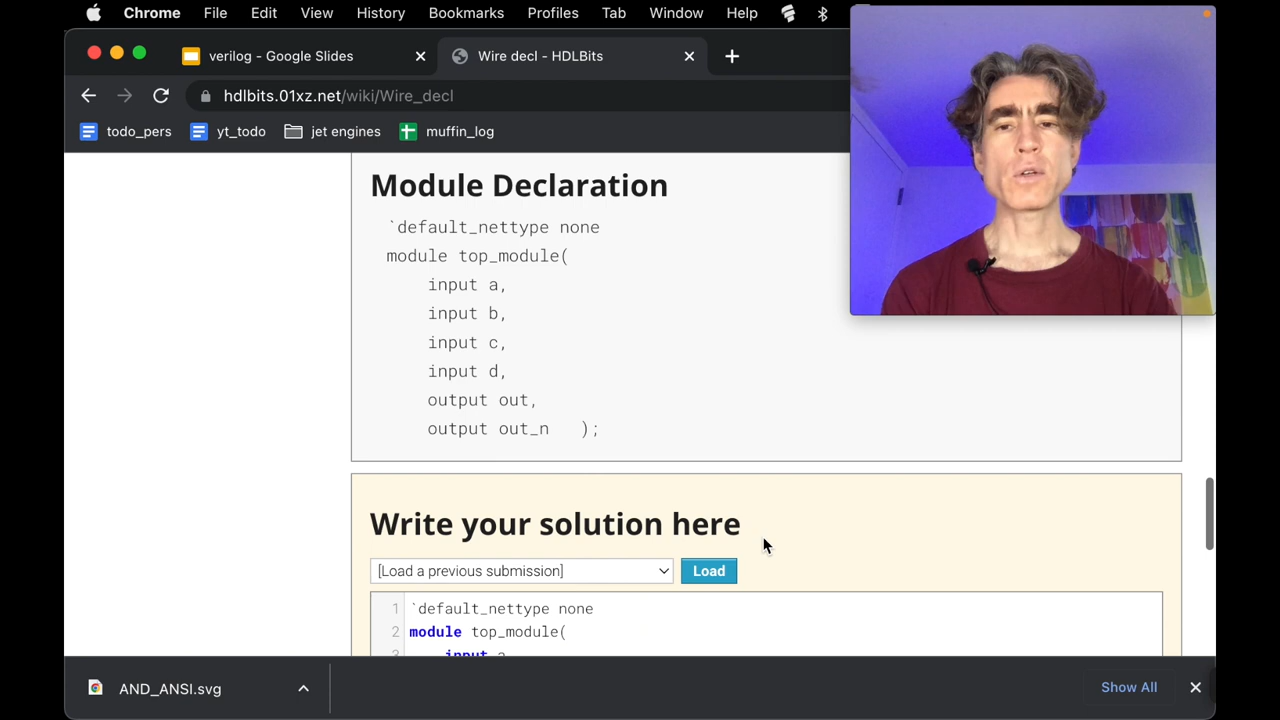 Chrome File Edit View History Bookmarks Profiles Tab Window Help
verilog - Google Slides
Wire decl - HDLBits
hdlbits.01xz.net/wiki/Wire_decl
todo_pers yt_todo jet engines muffin_log
Module Declaration
`default_nettype none
module top_module(
input a,
input b,
input c,
input d,
output out,
output out_n );
Write your solution here
[Load a previous submission] Load
1 `default_nettype none
2 module top_module(
3 input a
AND_ANSI.svg
Show All